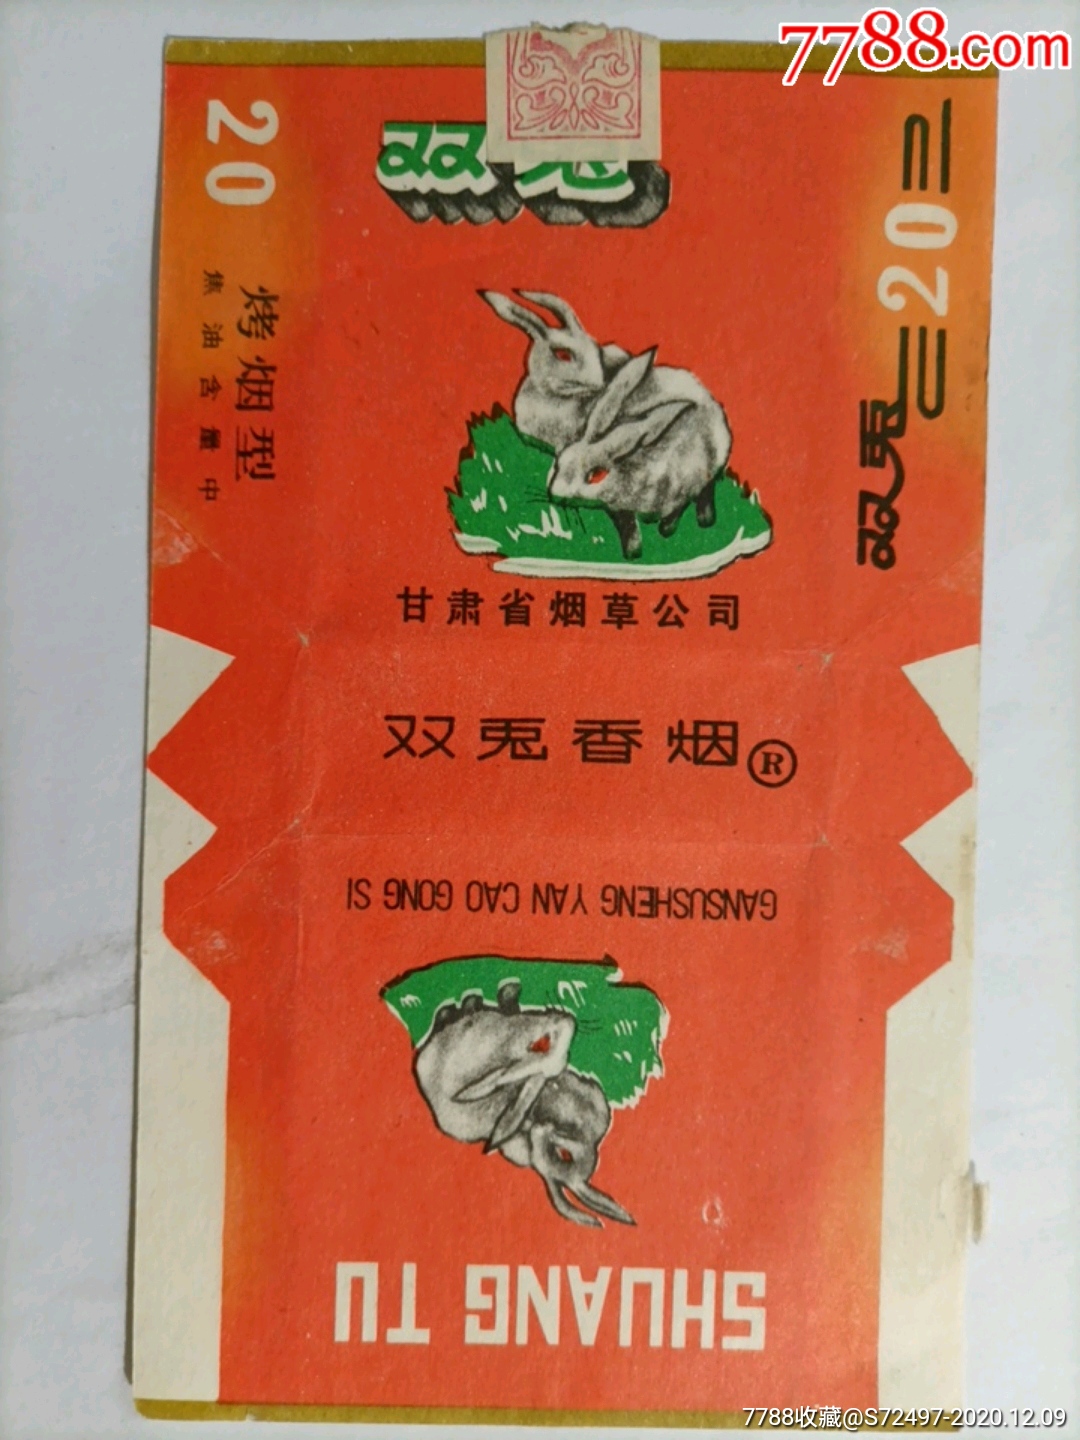 7788.com
双兔
20
烤烟型
焦油含量中
20
双兔
甘肃省烟草公司
双兔香烟®
GANSUSHENG YAN CAO GONG SI
SHUANG TU
7788收藏@S72497-2020.12.09